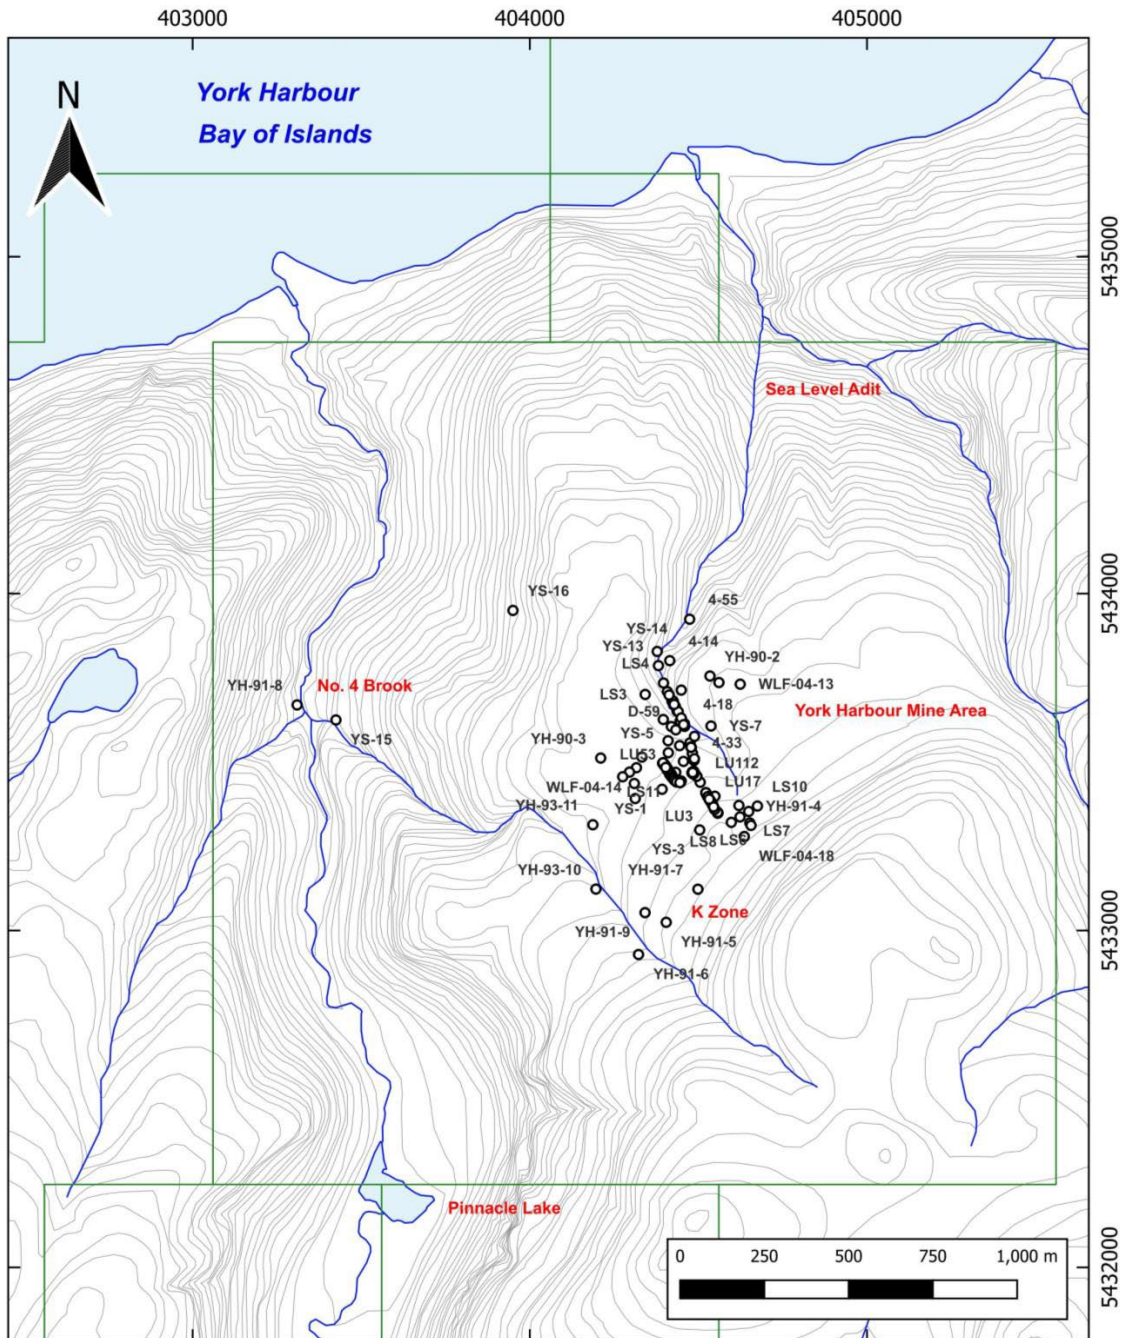 403000
404000
405000
York Harbour
Bay of Islands
N
5435000
Sea Level Adit
5434000
YS-16
4-55
YS-14
4-14
YS-13
YH-90-2
LS4
YH-91-8
No. 4 Brook
WLF-04-13
LS3
4-18
D-59
York Harbour Mine Area
YS-7
YS-15
YS-5
YH-90-3
4-33
LU53
LU112
WLF-04-14
LS11
LU17
LS10
YH-93-11
YS-1
YH-91-4
LU3
LS7
LS8
YS-3
WLF-04-18
YH-93-10
YH-91-7
K Zone
YH-91-9
YH-91-5
5433000
YH-91-6
Pinnacle Lake
0
250
500
750
1,000 m
5432000